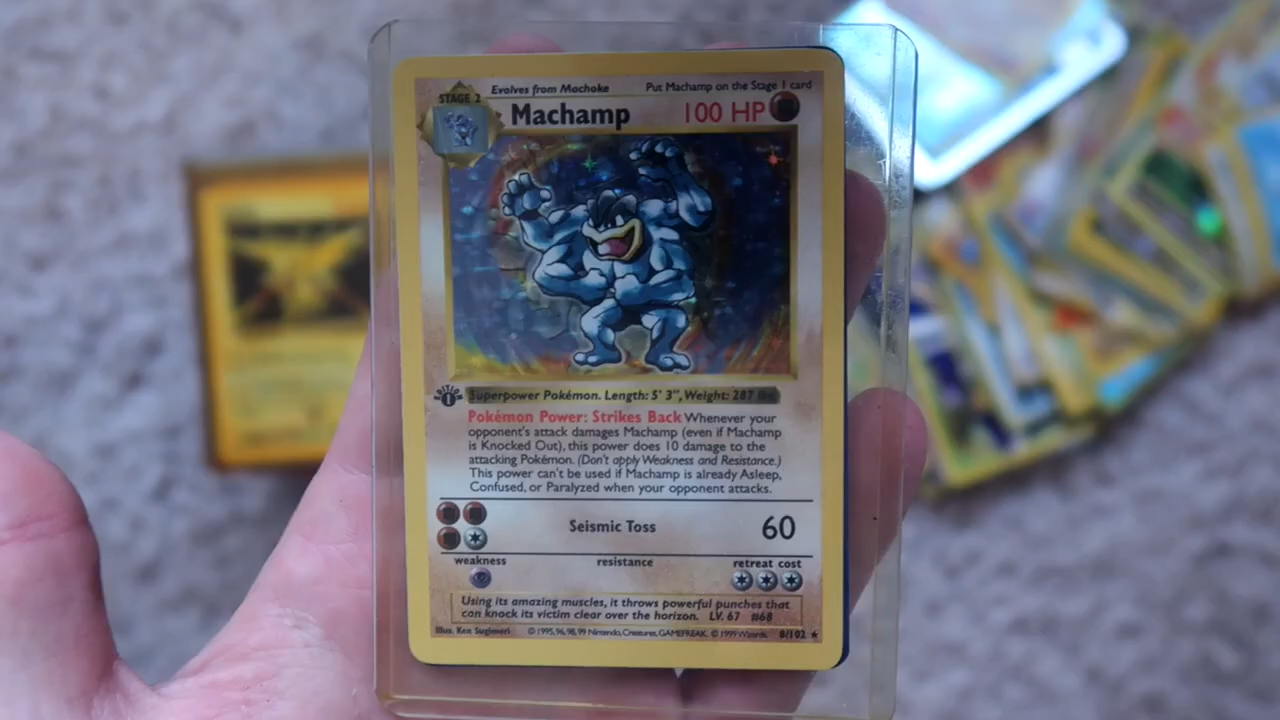 Evolves from Machoke Put Machamp on the Stage 1 card
STAGE 2
Machamp 100 HP
EDITION 1
Superpower Pokémon. Length: 5' 3", Weight: 287 lbs
Pokémon Power: Strikes Back Whenever your
opponent's attack damages Machamp (even if Machamp
is Knocked Out), this power does 10 damage to the
attacking Pokémon. (Don't apply Weakness and Resistance.)
This power can't be used if Machamp is already Asleep,
Confused, or Paralyzed when your opponent attacks.
Seismic Toss 60
weakness resistance retreat cost
Using its amazing muscles, it throws powerful punches that
can knock its victim clear over the horizon. LV. 67 #68
Illus. Ken Sugimori © 1995, 96, 98, 99 Nintendo, Creatures, GAMEFREAK. © 1999 Wizards. 8/102 ★